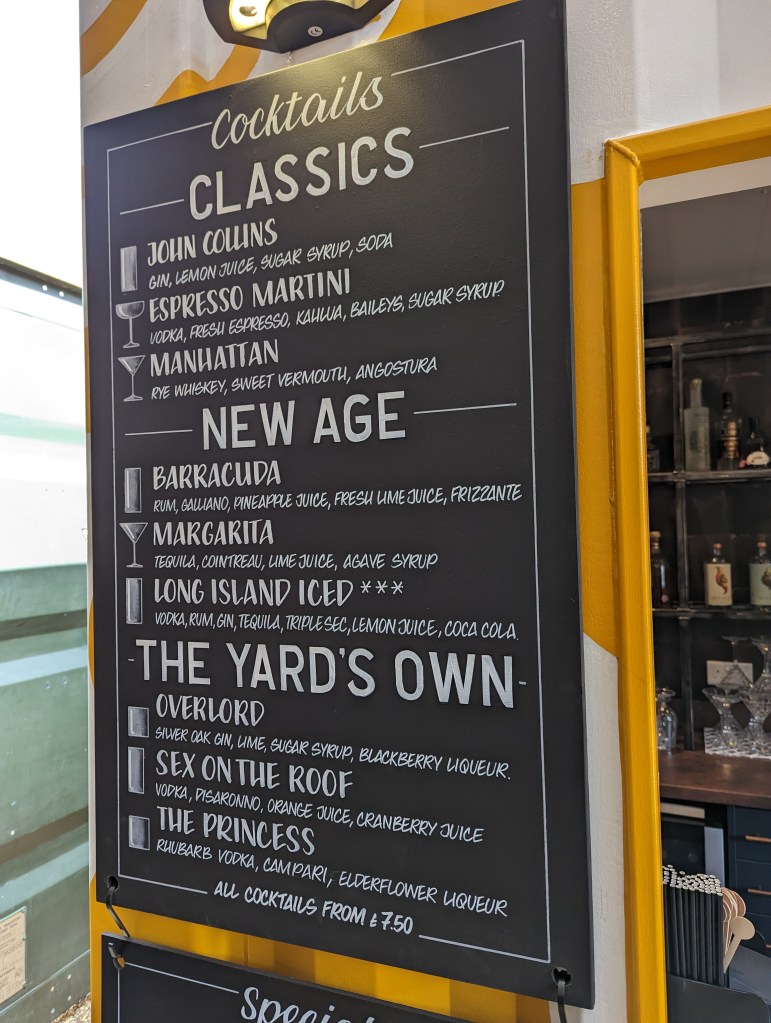 Cocktails
CLASSICS
JOHN COLLINS
GIN, LEMON JUICE, SUGAR SYRUP, SODA
ESPRESSO MARTINI
VODKA, FRESH ESPRESSO, KAHLUA, BAILEYS, SUGAR SYRUP
MANHATTAN
RYE WHISKEY, SWEET VERMOUTH, ANGOSTURA
NEW AGE
BARRACUDA
RUM, GALLIANO, PINEAPPLE JUICE, FRESH LIME JUICE, FRIZZANTE
MARGARITA
TEQUILA, COINTREAU, LIME JUICE, AGAVE SYRUP
LONG ISLAND ICED ***
VODKA, RUM, GIN, TEQUILA, TRIPLE SEC, LEMON JUICE, COCA COLA.
-THE YARD'S OWN-
OVERLORD
SILVER OAK GIN, LIME, SUGAR SYRUP, BLACKBERRY LIQUEUR.
SEX ON THE ROOF
VODKA, DISARONNO, ORANGE JUICE, CRANBERRY JUICE
THE PRINCESS
RHUBARB VODKA, CAMPARI, ELDERFLOWER LIQUEUR
ALL COCKTAILS FROM £7.50